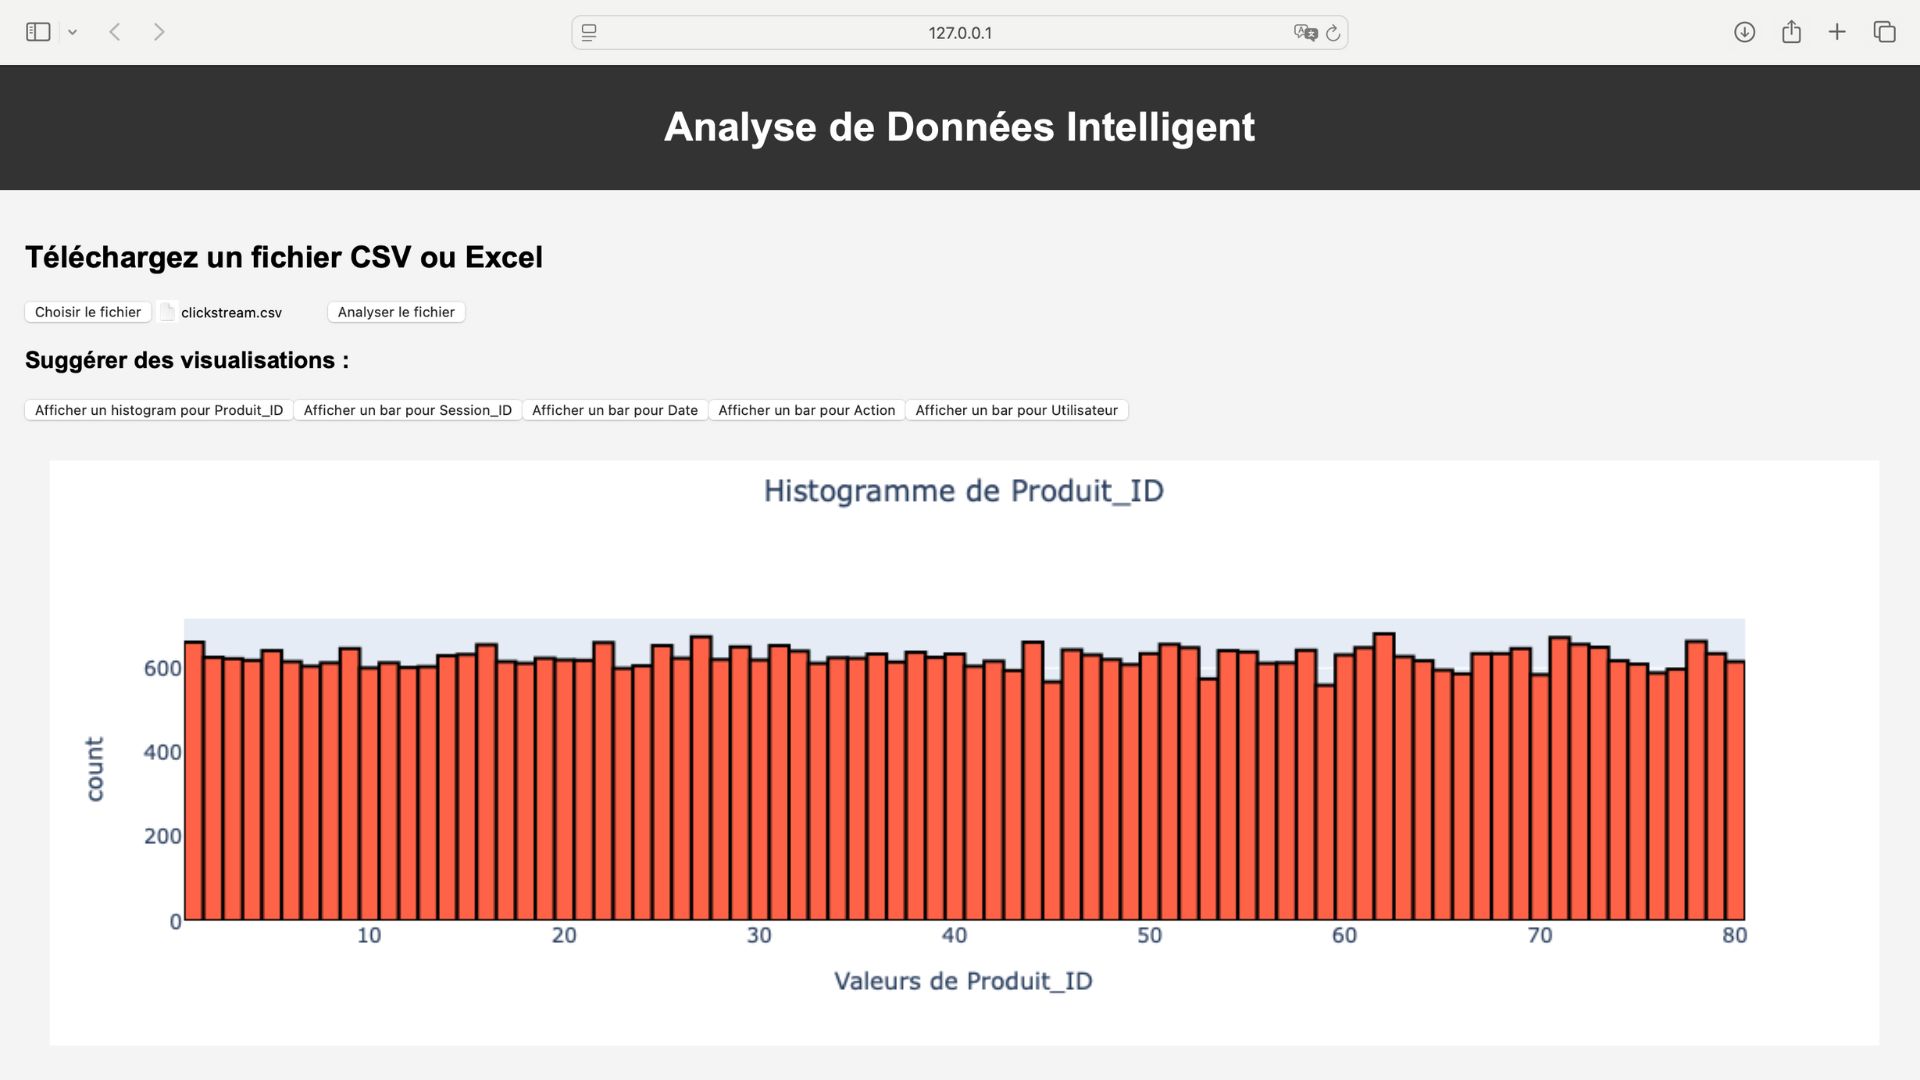 127.0.0.1
Analyse de Données Intelligent
Téléchargez un fichier CSV ou Excel
Choisir le fichier clickstream.csv Analyser le fichier
Suggérer des visualisations :
Afficher un histogram pour Produit_ID Afficher un bar pour Session_ID Afficher un bar pour Date Afficher un bar pour Action Afficher un bar pour Utilisateur
Histogramme de Produit_ID
600
400
200
0
count
10 20 30 40 50 60 70 80
Valeurs de Produit_ID